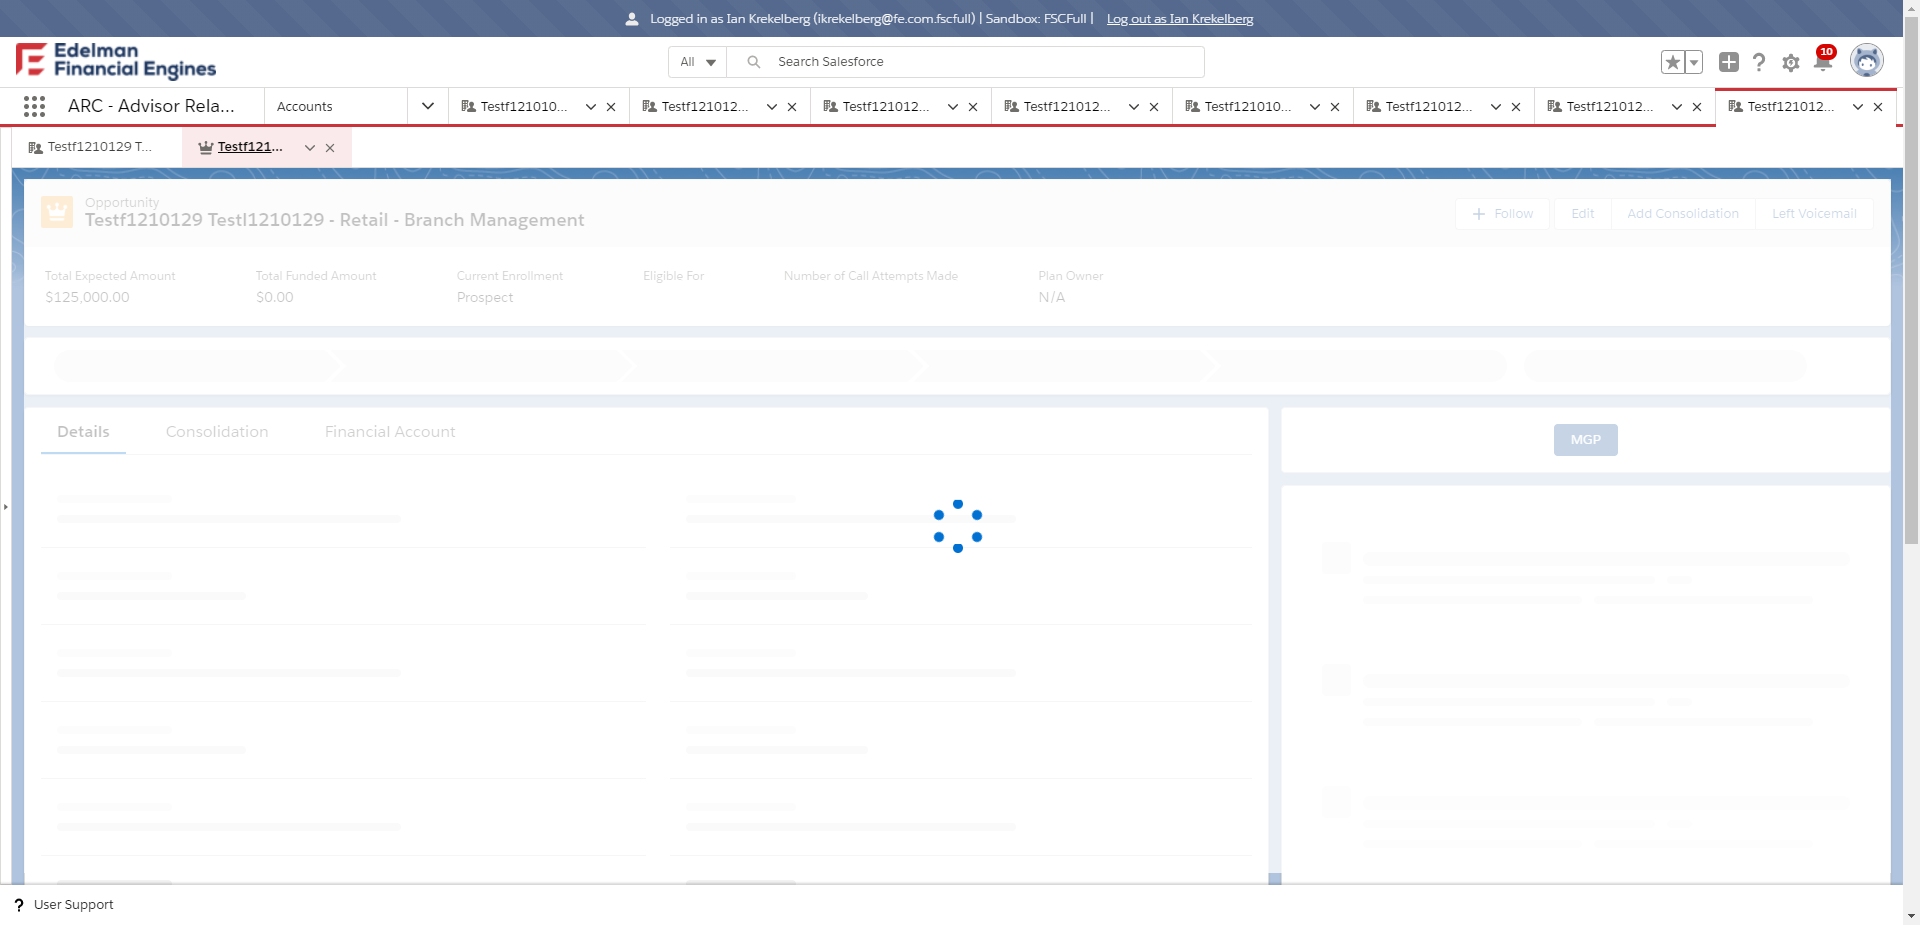 Logged in as Ian Krekelberg (ikrekelberg@fe.com.fscfull) | Sandbox: FSCFull | Log out as Ian Krekelberg
Edelman
Financial Engines
All
Search Salesforce
10
ARC - Advisor Rela...
Accounts
Testf121010...
Testf121012...
Testf121012...
Testf121012...
Testf121010...
Testf121012...
Testf121012...
Testf121012...
Testf1210129 T...
Testf121...
Opportunity
Testf1210129 Testl1210129 - Retail - Branch Management
Follow
Edit
Add Consolidation
Left Voicemail
Total Expected Amount
Total Funded Amount
Current Enrollment
Eligible For
Number of Call Attempts Made
Plan Owner
$125,000.00
$0.00
Prospect
N/A
Details
Consolidation
Financial Account
MGP
User Support